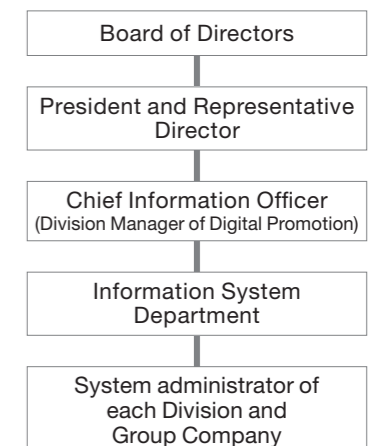 Board of Directors
President and Representative
Director
Chief Information Officer
(Division Manager of Digital Promotion)
Information System
Department
System administrator of
each Division and
Group Company